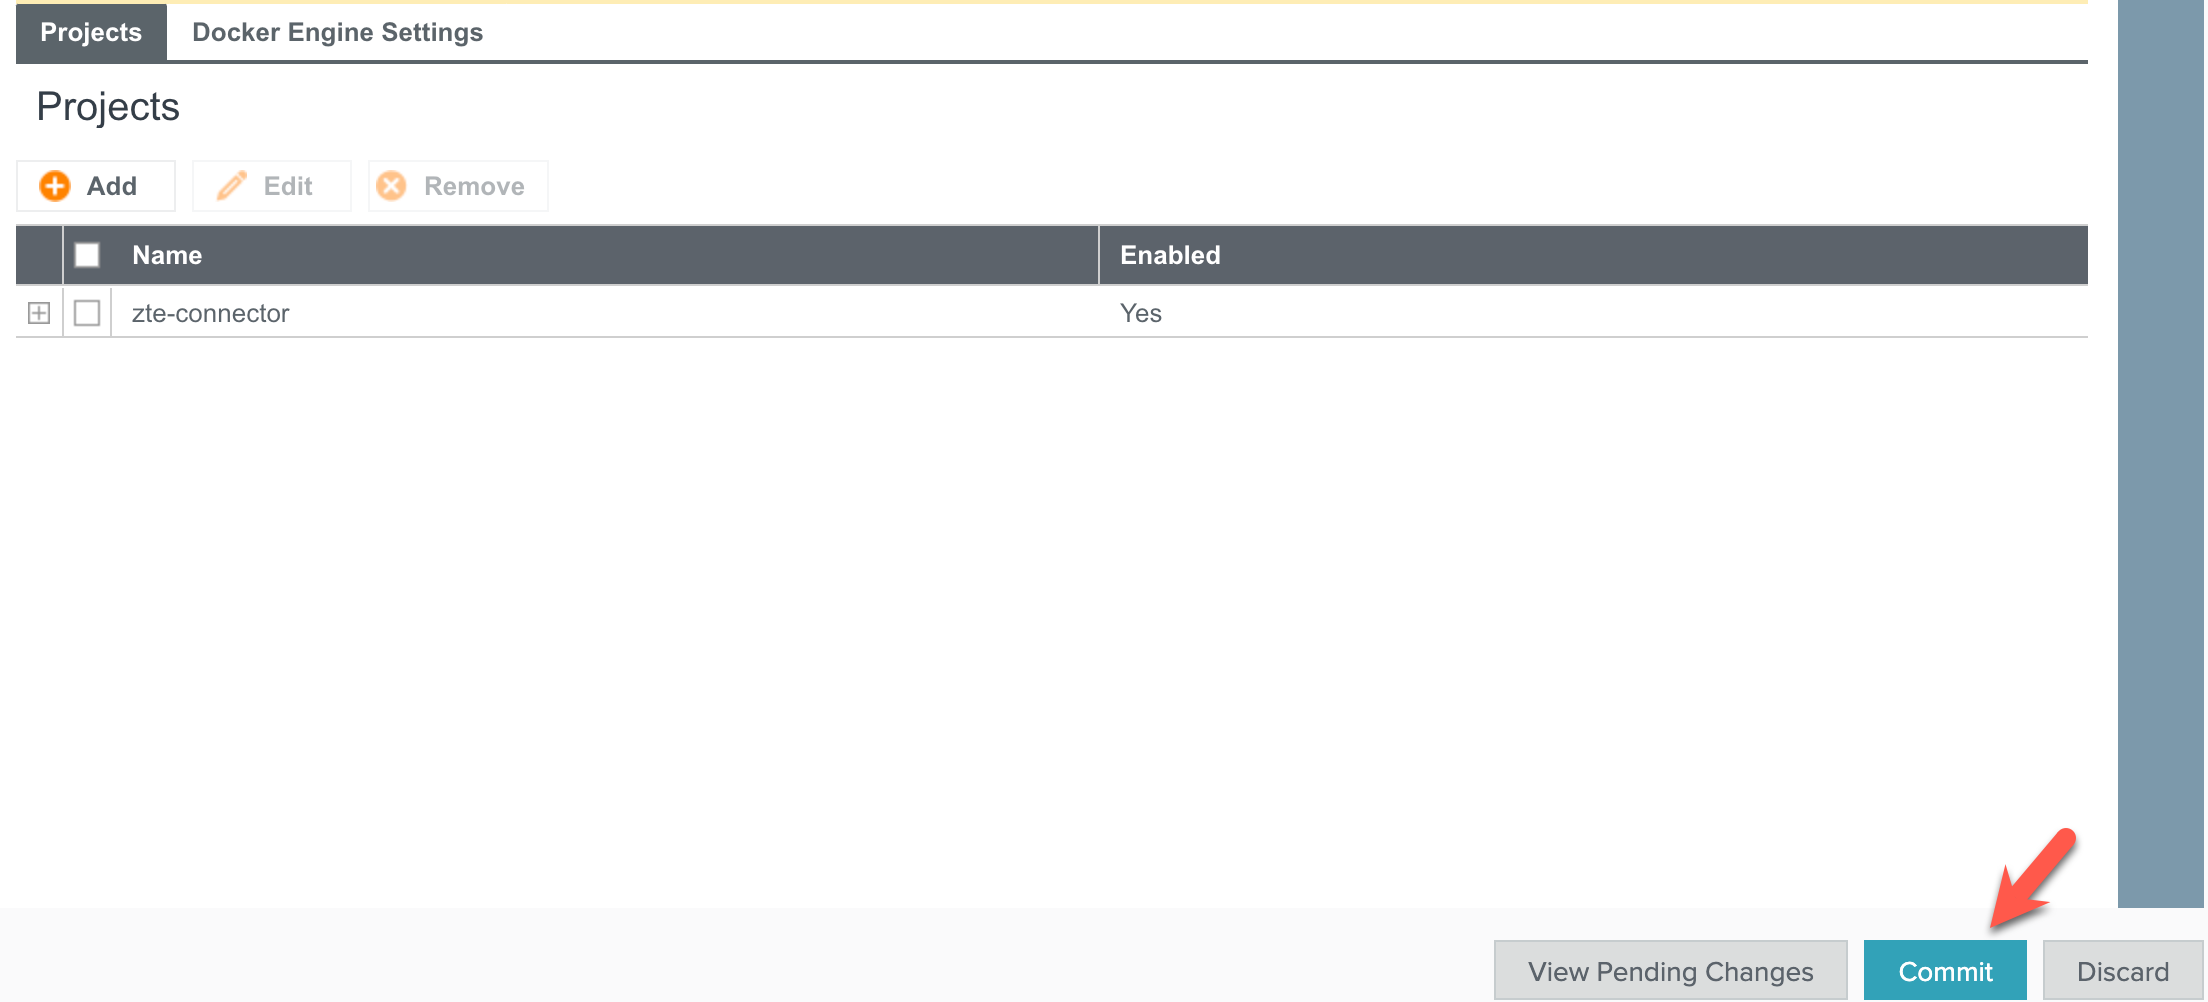 Projects Docker Engine Settings
Projects
Add Edit Remove
Name Enabled
zte-connector Yes
View Pending Changes Commit Discard